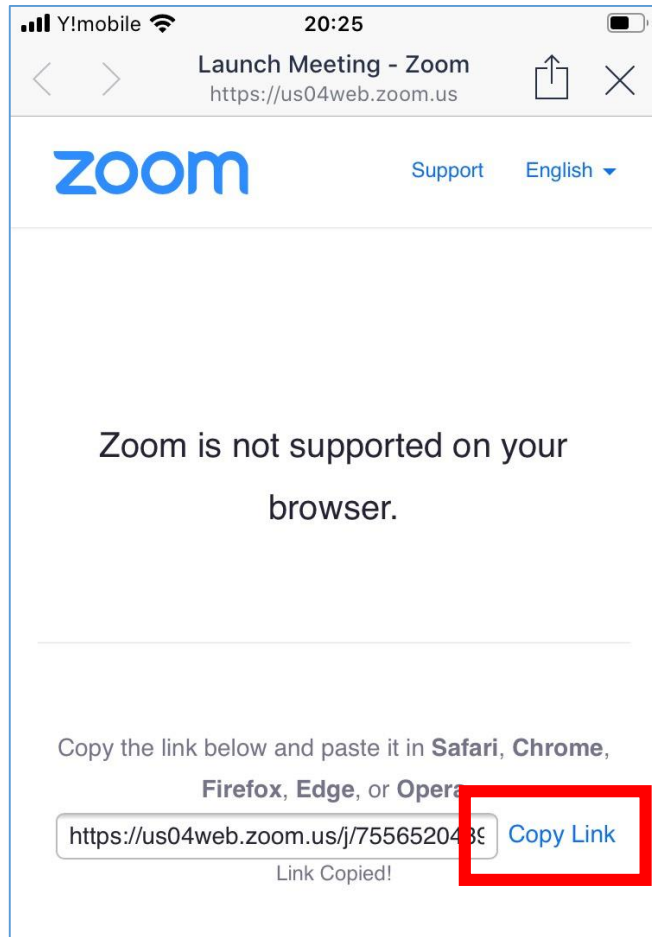 Y!mobile 20:25
Launch Meeting - Zoom
https://us04web.zoom.us
zoom Support English
Zoom is not supported on your
browser.
Copy the link below and paste it in Safari, Chrome,
Firefox, Edge, or Opera
https://us04web.zoom.us/j/7556520439 Copy Link
Link Copied!